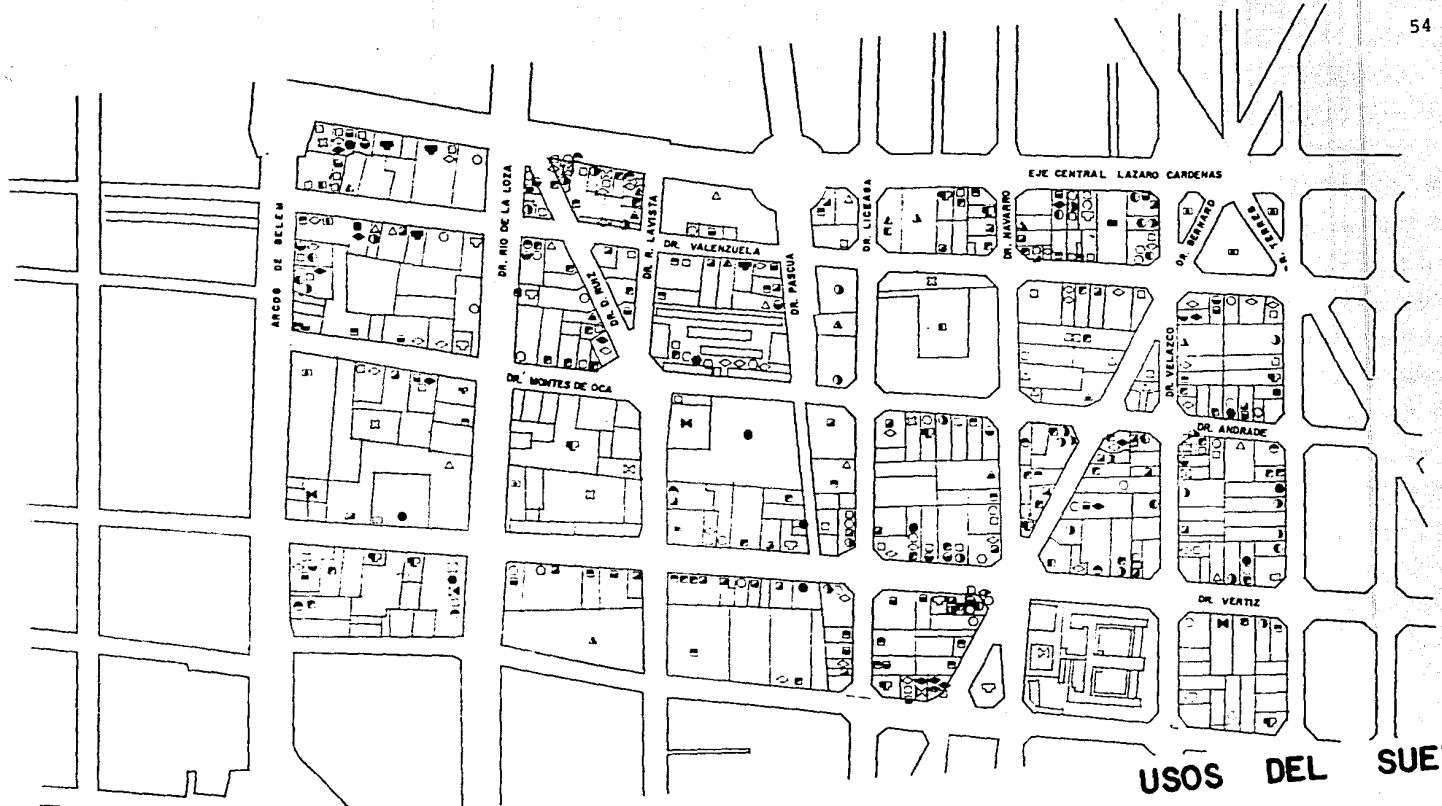 54
EJE CENTRAL LAZARO CARDENAS
ARCOS DE BELEM
DR. RIO DE LA LOZA
DR. R. LAVISTA
DR. LICEAGA
DR. NAVARRO
DR. BERNARD
TERRES
DR. VALENZUELA
DR. D. RUIZ
DR. PASCUA
DR. VELAZCO
DR. MONTES DE OCA
DR. ANDRADE
DR. VERTIZ
USOS DEL SUE